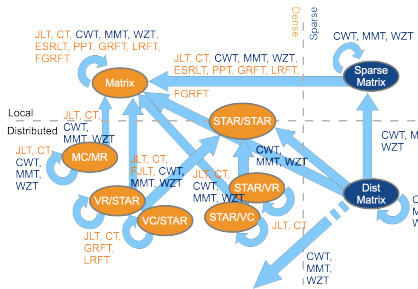 Dense
Sparse
JLT, CT, CWT, MMT, WZT
ESRLT, PPT, GRFT, LRFT,
FGRFT
JLT, CT, CWT, MMT, WZT
ESRLT, PPT, GRFT, LRFT,
FGRFT
CWT, MMT, WZT
Matrix
Sparse
Matrix
Local
Distributed
JLT, CT,
CWT,
MMT, WZT
STAR/STAR
CWT, M
WZT
JLT, CT,
CWT,
MMT,
WZT
MC/MR
JLT, CT,
FJLT, CWT,
MMT, WZT
JLT, CT,
CWT,
MMT, WZT
CWT,
MMT, WZT
VR/STAR
VC/STAR
STAR/VR
STAR/VC
Dist
Matrix
JLT, CT,
GRFT,
LRFT
JLT, CT
CWT,
MMT,
WZT